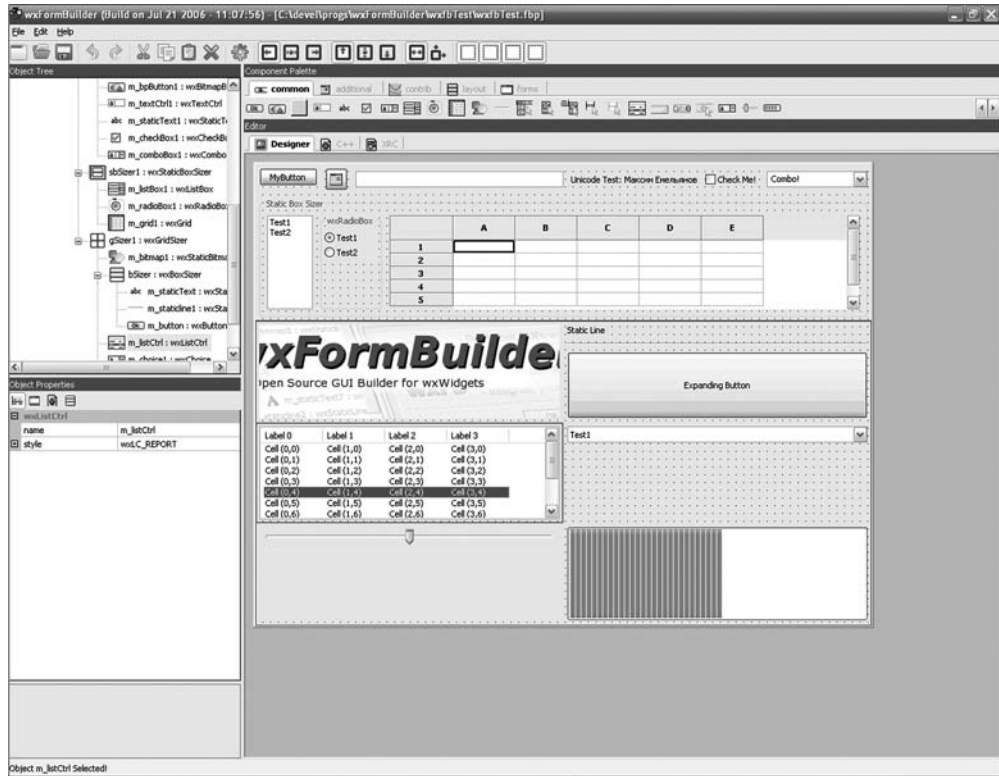 wxFormBuilder (Build on Jul 21 2006 - 11:07:56) - [C:\devel\progs\wxFormBuilder\wxfbTest\wxfbTest.fbp]
File Edit Help
Object Tree
m_bpButton1 : wxBitmapB
m_textCtrl1 : wxTextCtrl
m_staticText1 : wxStaticTe
m_checkBox1 : wxCheckBo
m_comboBox1 : wxCombo
sbSizer1 : wxStaticBoxSizer
m_listBox1 : wxListBox
m_radioBox1 : wxRadioBo
m_grid1 : wxGrid
gSizer1 : wxGridSizer
m_bitmap1 : wxStaticBitma
bSizer : wxBoxSizer
m_staticText : wxSta
m_staticline1 : wxSta
m_button : wxButton
m_listCtrl : wxListCtrl
m_choice1 : wxChoice
Object Properties
wxListCtrl
name m_listCtrl
style wxLC_REPORT
Component Palette
common additional contrib layout forms
Editor
Designer C++ XRC
MyButton Unicode Test: Максим Емельянов Check Me! Combo!
Static Box Sizer
Test1
Test2
wxRadioBox
Test1
Test2
A B C D E
1
2
3
4
5
wxFormBuilde
Open Source GUI Builder for wxWidgets
Static Line
Expanding Button
Label 0 Label 1 Label 2 Label 3
Cell (0,0) Cell (1,0) Cell (2,0) Cell (3,0)
Cell (0,1) Cell (1,1) Cell (2,1) Cell (3,1)
Cell (0,2) Cell (1,2) Cell (2,2) Cell (3,2)
Cell (0,3) Cell (1,3) Cell (2,3) Cell (3,3)
Cell (0,4) Cell (1,4) Cell (2,4) Cell (3,4)
Cell (0,5) Cell (1,5) Cell (2,5) Cell (3,5)
Cell (0,6) Cell (1,6) Cell (2,6) Cell (3,6)
Test1
Object m_listCtrl Selected!